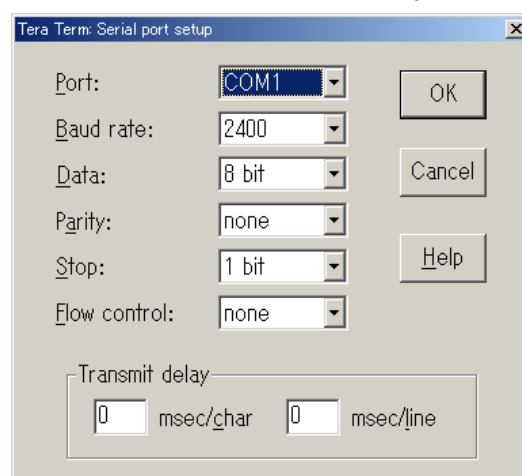 Tera Term: Serial port setup
Port: COM1 OK
Baud rate: 2400
Data: 8 bit Cancel
Parity: none
Stop: 1 bit Help
Flow control: none
Transmit delay
0 msec/char 0 msec/line